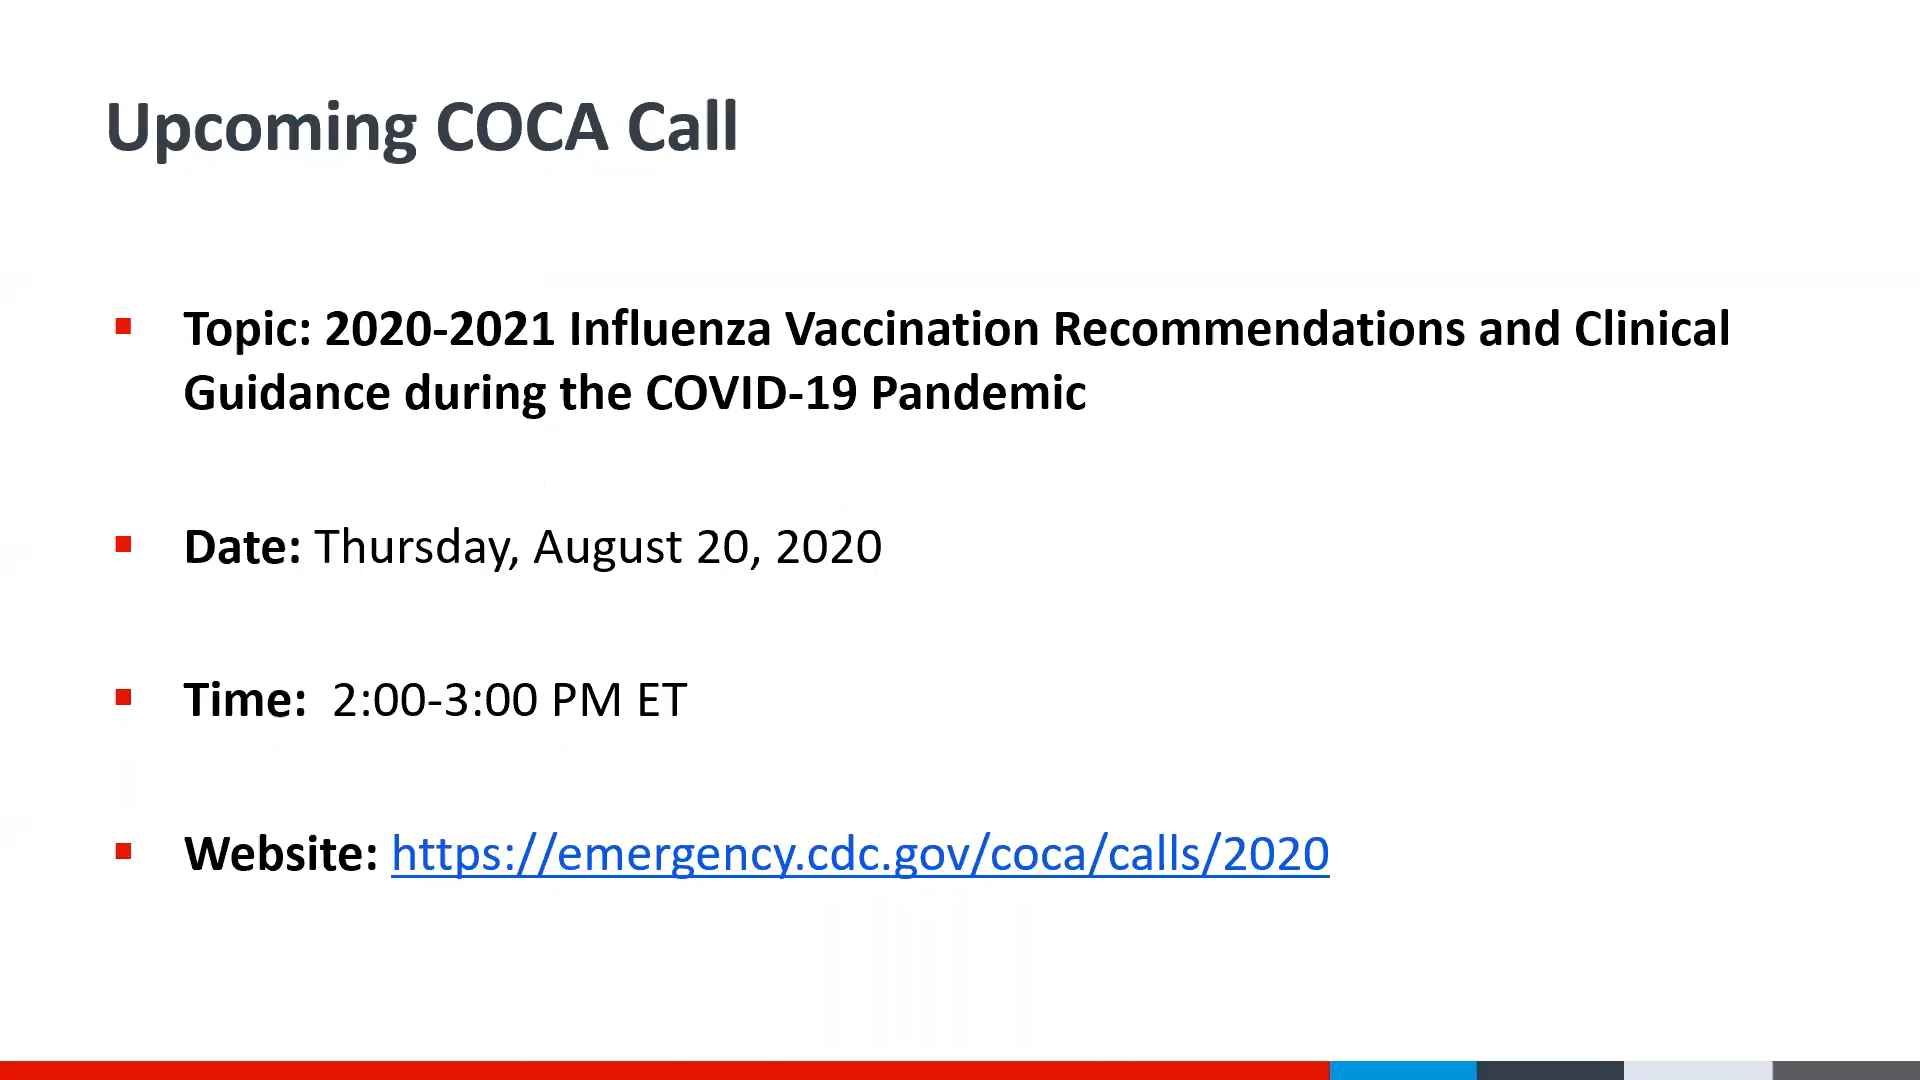 Upcoming COCA Call
Topic: 2020-2021 Influenza Vaccination Recommendations and Clinical
Guidance during the COVID-19 Pandemic
Date: Thursday, August 20, 2020
Time: 2:00-3:00 PM ET
Website: https://emergency.cdc.gov/coca/calls/2020